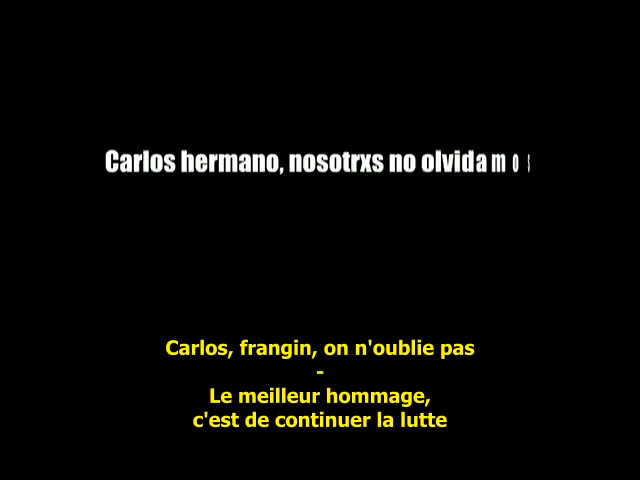 Carlos hermano, nosotrxs no olvidamos
Carlos, frangin, on n'oublie pas
-
Le meilleur hommage,
c'est de continuer la lutte